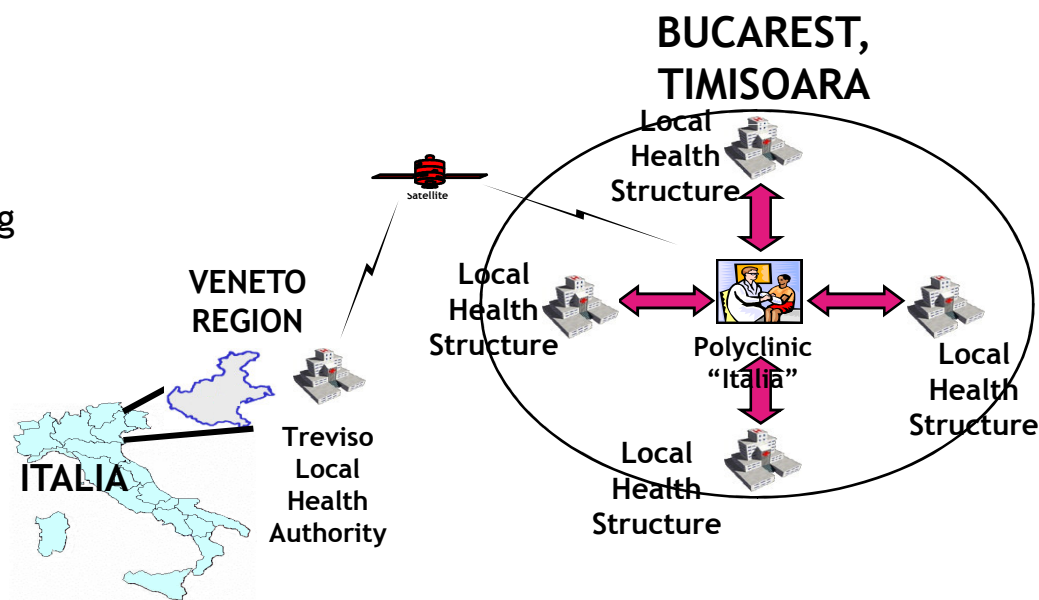 BUCAREST,
TIMISOARA
Local
Health
Structure
Satellite
g
VENETO
REGION
Local
Health
Structure
Polyclinic
“Italia”
Local
Health
Structure
ITALIA
Treviso
Local
Health
Authority
Local
Health
Structure